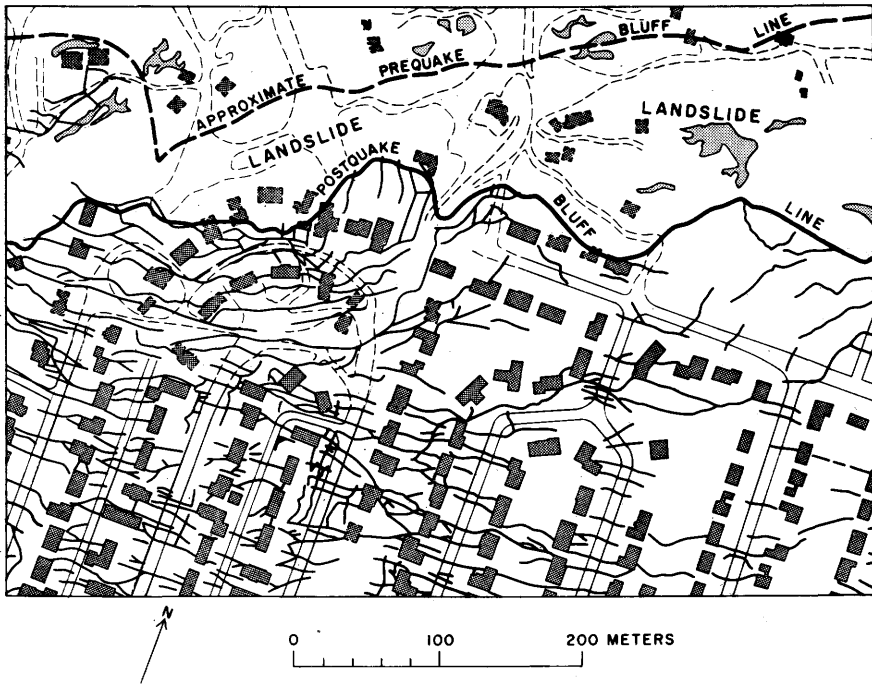 APPROXIMATE PREQUAKE BLUFF LINE
LANDSLIDE
LANDSLIDE
POSTQUAKE BLUFF LINE
N
0 100 200 METERS